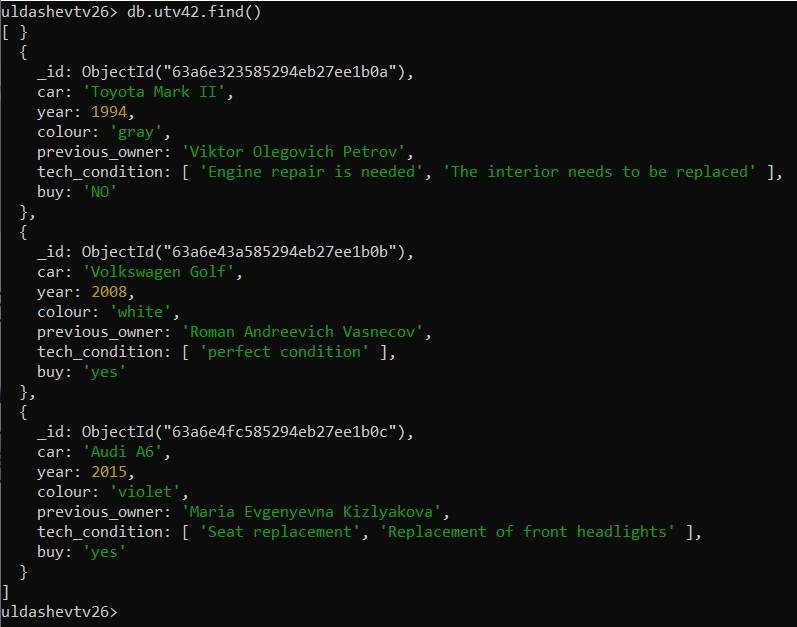 uldashevtv26> db.utv42.find()
[ }
  {
    _id: ObjectId("63a6e323585294eb27ee1b0a"),
    car: 'Toyota Mark II',
    year: 1994,
    colour: 'gray',
    previous_owner: 'Viktor Olegovich Petrov',
    tech_condition: [ 'Engine repair is needed', 'The interior needs to be replaced' ],
    buy: 'NO'
  },
  {
    _id: ObjectId("63a6e43a585294eb27ee1b0b"),
    car: 'Volkswagen Golf',
    year: 2008,
    colour: 'white',
    previous_owner: 'Roman Andreevich Vasnecov',
    tech_condition: [ 'perfect condition' ],
    buy: 'yes'
  },
  {
    _id: ObjectId("63a6e4fc585294eb27ee1b0c"),
    car: 'Audi A6',
    year: 2015,
    colour: 'violet',
    previous_owner: 'Maria Evgenyevna Kizlyakova',
    tech_condition: [ 'Seat replacement', 'Replacement of front headlights' ],
    buy: 'yes'
  }
]
uldashevtv26>